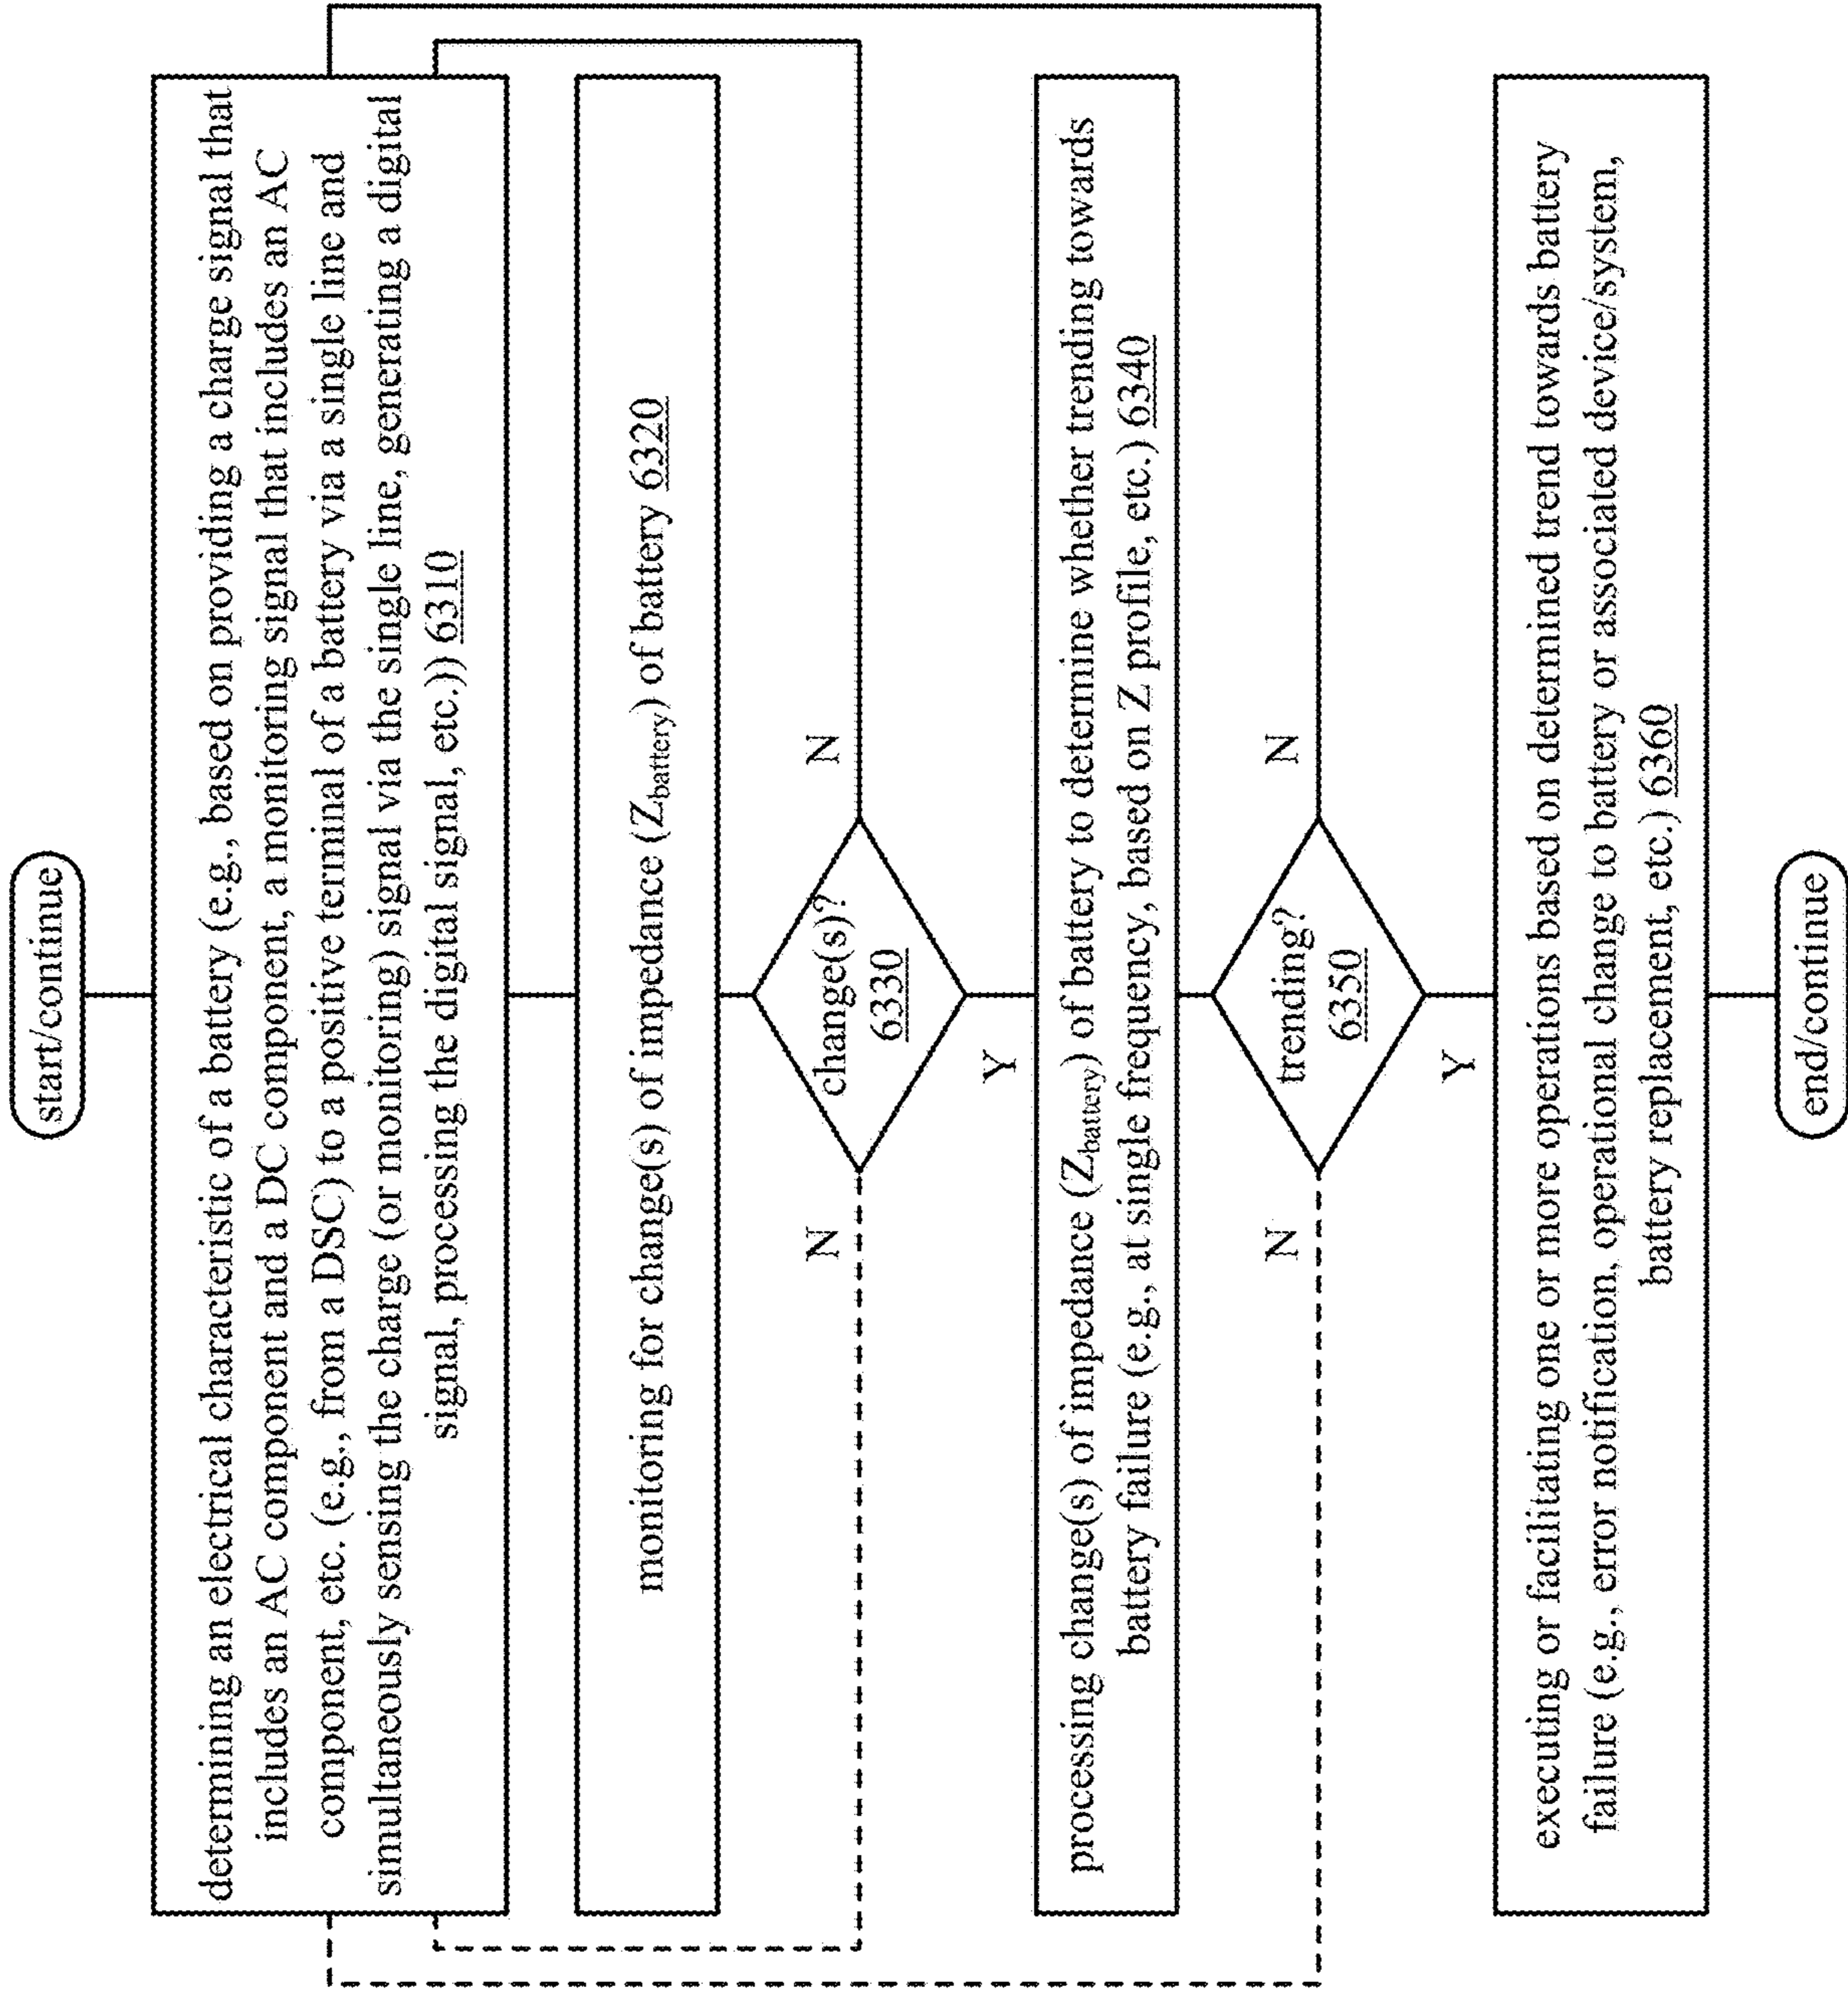 start/continue
determining an electrical characteristic of a battery (e.g., based on providing a charge signal that
includes an AC component and a DC component, a monitoring signal that includes an AC
component, etc. (e.g., from a DSC) to a positive terminal of a battery via a single line and
simultaneously sensing the charge (or monitoring) signal via the single line, generating a digital
signal, processing the digital signal, etc.)) 6310
monitoring for change(s) of impedance (Zbattery) of battery 6320
change(s)?
6330
N
N
Y
processing change(s) of impedance (Zbattery) of battery to determine whether trending towards
battery failure (e.g., at single frequency, based on Z profile, etc.) 6340
trending?
6350
N
N
Y
executing or facilitating one or more operations based on determined trend towards battery
failure (e.g., error notification, operational change to battery or associated device/system,
battery replacement, etc.) 6360
end/continue